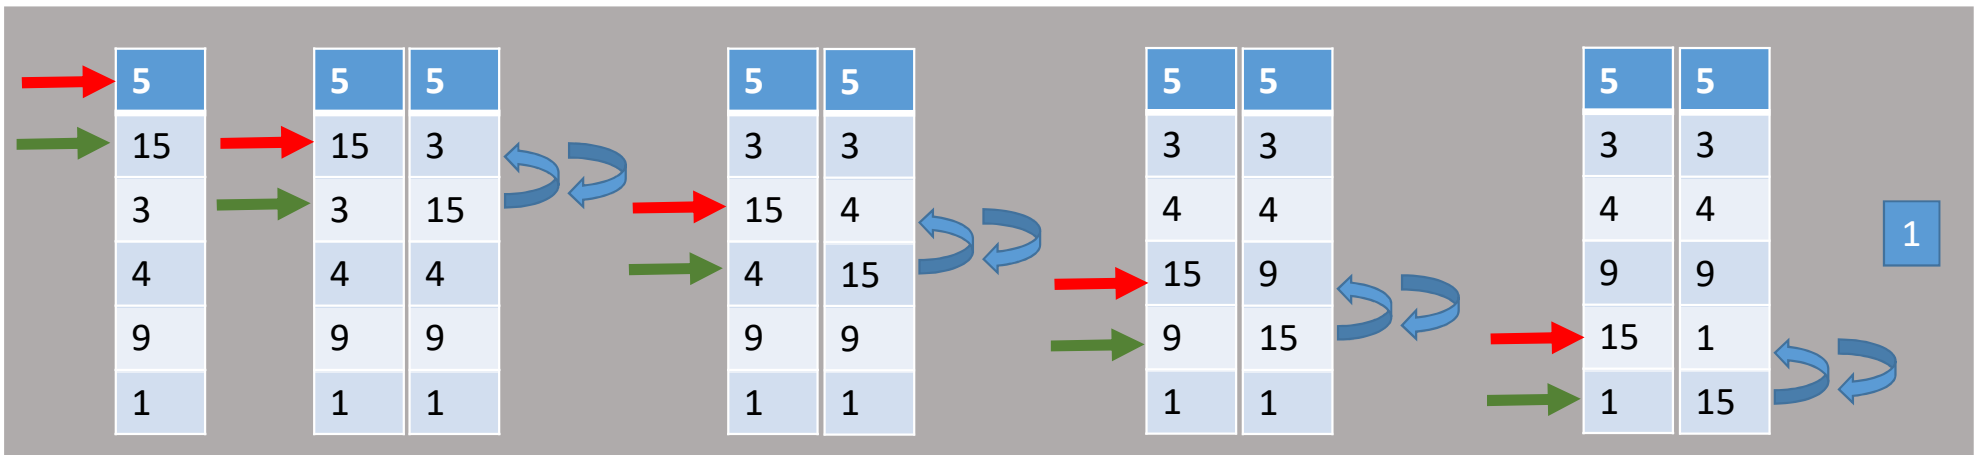 5 5 5 5 5 5 5 5 5
15 15 3 3 3 3 3 3 3
3 3 15 15 4 4 4 4 4 1
4 4 4 4 15 15 9 9 9
9 9 9 9 9 9 15 15 1
1 1 1 1 1 1 1 1 15